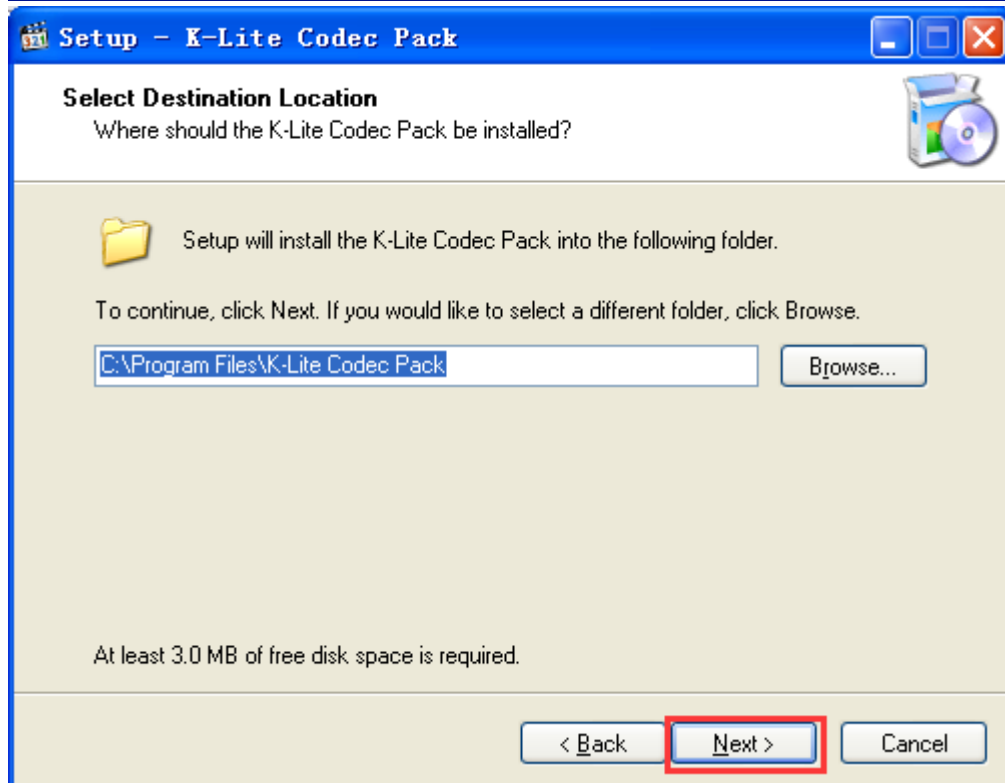 Setup - K-Lite Codec Pack
Select Destination Location
Where should the K-Lite Codec Pack be installed?
Setup will install the K-Lite Codec Pack into the following folder.
To continue, click Next. If you would like to select a different folder, click Browse.
C:\Program Files\K-Lite Codec Pack
Browse...
At least 3.0 MB of free disk space is required.
< Back Next > Cancel